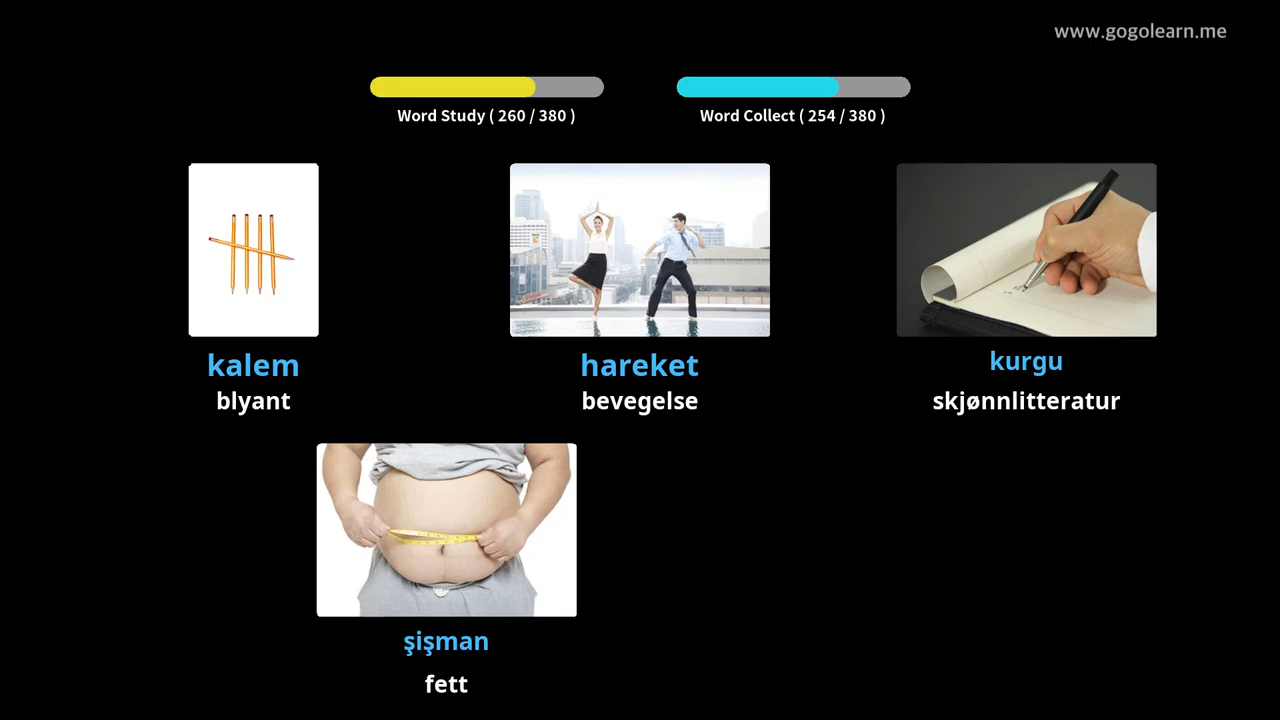 www.gogolearn.me
Word Study ( 260 / 380 )
Word Collect ( 254 / 380 )
kalem
blyant
hareket
bevegelse
kurgu
skjønnlitteratur
şişman
fett